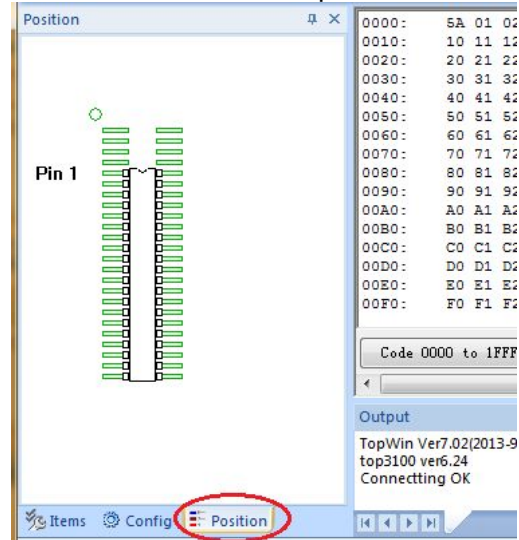 Position
Pin 1
Items Config Position
0000: 5A 01 02
0010: 10 11 12
0020: 20 21 22
0030: 30 31 32
0040: 40 41 42
0050: 50 51 52
0060: 60 61 62
0070: 70 71 72
0080: 80 81 82
0090: 90 91 92
00A0: A0 A1 A2
00B0: B0 B1 B2
00C0: C0 C1 C2
00D0: D0 D1 D2
00E0: E0 E1 E2
00F0: F0 F1 F2
Code 0000 to 1FFF
Output
TopWin Ver7.02(2013-9
top3100 ver6.24
Connectting OK